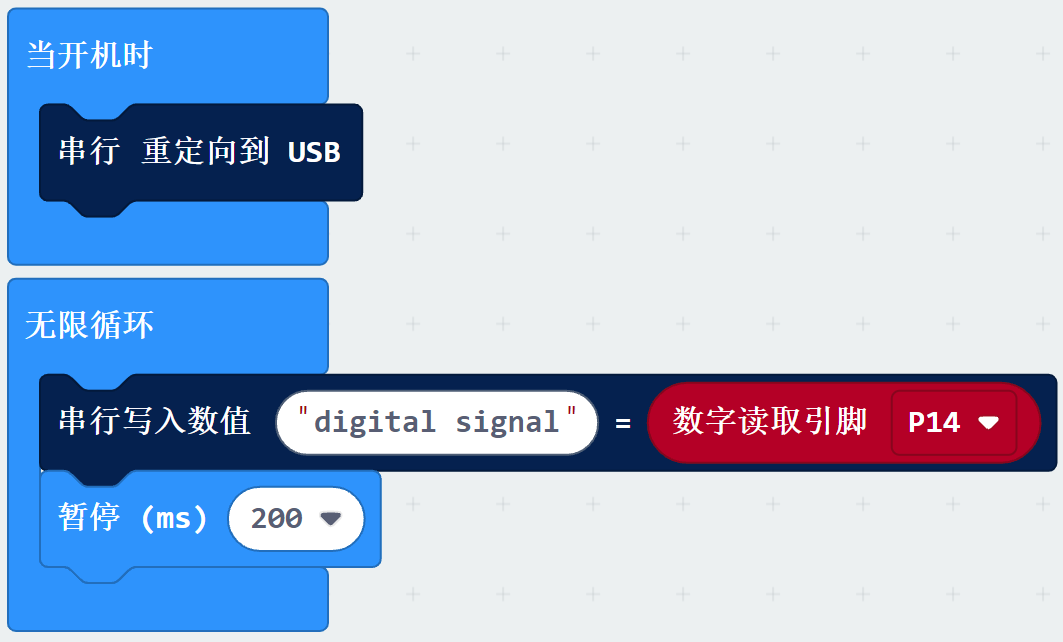 当开机时
串行 重定向到 USB
无限循环
串行写入数值 "digital signal" = 数字读取引脚 P14
暂停 (ms) 200